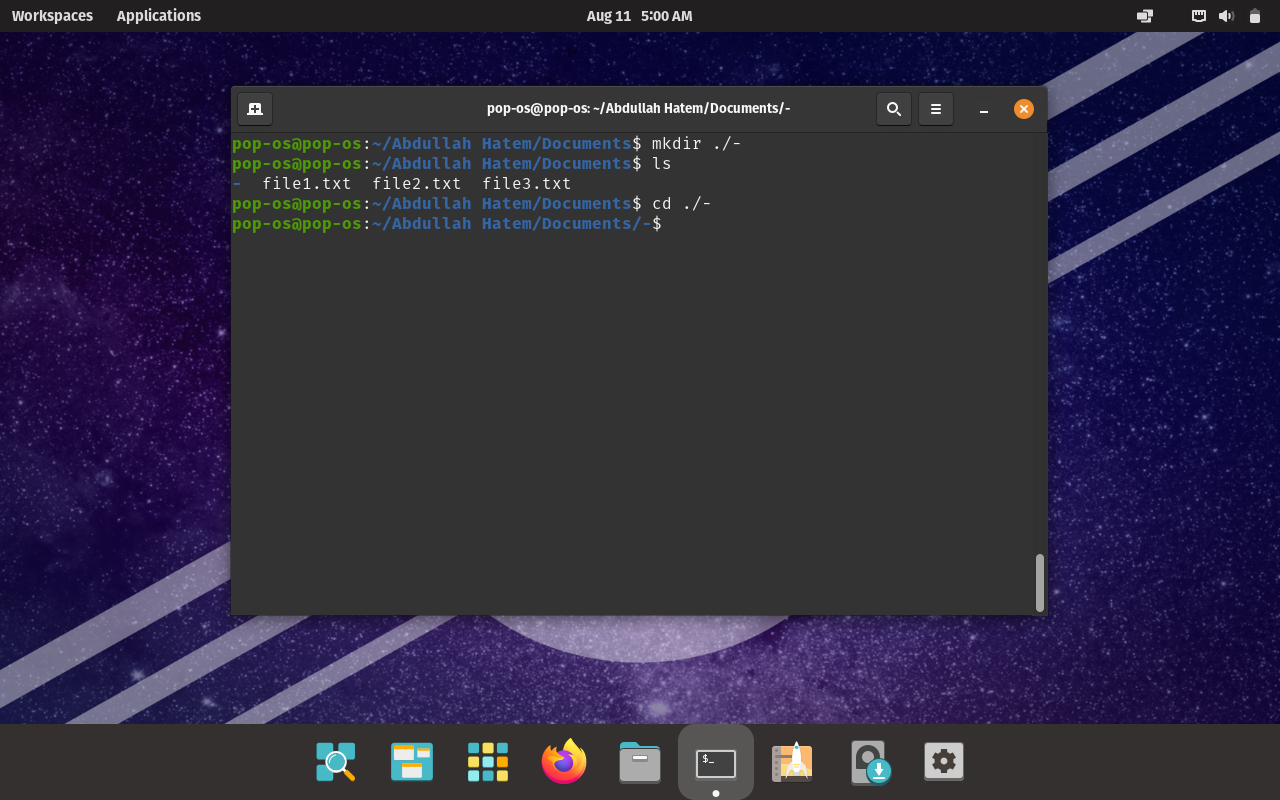 Workspaces Applications Aug 11 5:00 AM
pop-os@pop-os: ~/Abdullah Hatem/Documents/-
pop-os@pop-os:~/Abdullah Hatem/Documents$ mkdir ./-
pop-os@pop-os:~/Abdullah Hatem/Documents$ ls
-  file1.txt  file2.txt  file3.txt
pop-os@pop-os:~/Abdullah Hatem/Documents$ cd ./-
pop-os@pop-os:~/Abdullah Hatem/Documents/-$
$_